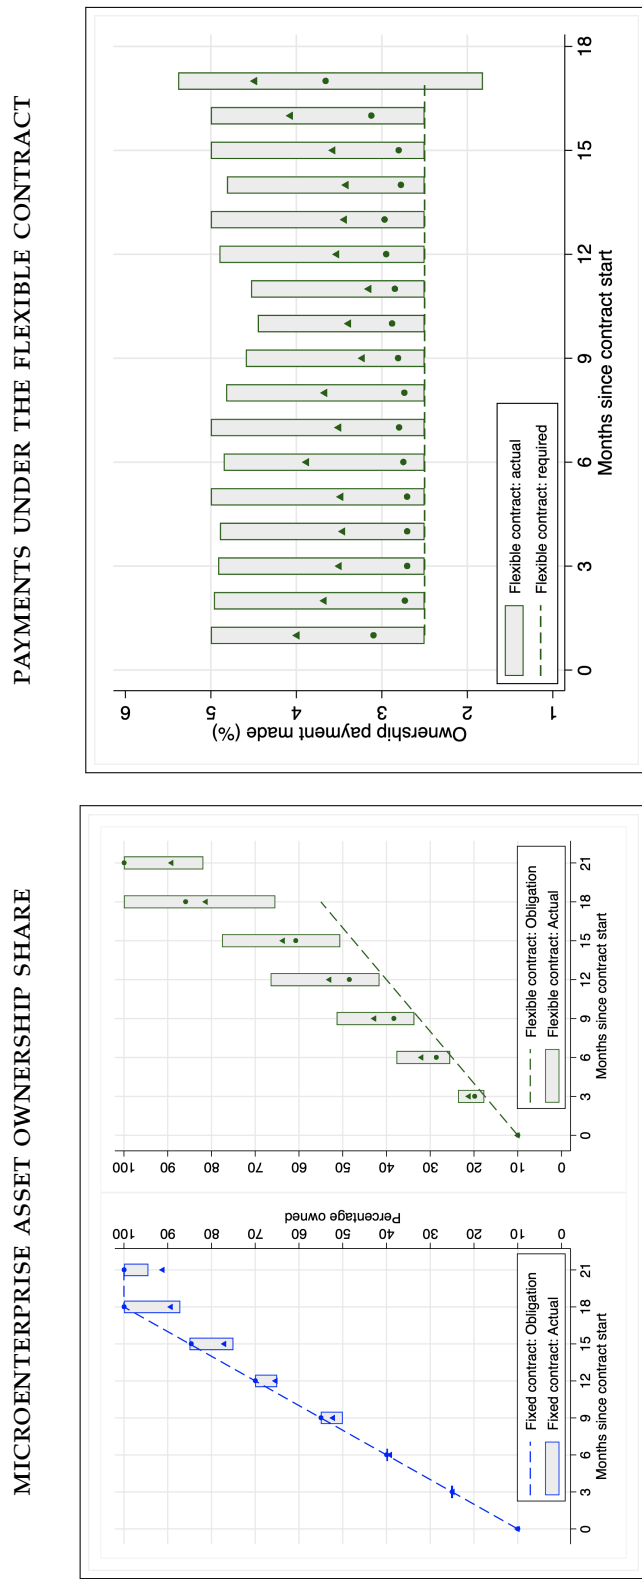 MICROENTERPRISE ASSET OWNERSHIP SHARE
100
90
80
70
60
50
40
30
20
10
0
Percentage owned
0 3 6 9 12 15 18 21
Months since contract start
Fixed contract: Obligation
Fixed contract: Actual
100
90
80
70
60
50
40
30
20
10
0
0 3 6 9 12 15 18 21
Months since contract start
Flexible contract: Obligation
Flexible contract: Actual
PAYMENTS UNDER THE FLEXIBLE CONTRACT
6
5
4
3
2
1
Ownership payment made (%)
0 3 6 9 12 15 18
Months since contract start
Flexible contract: actual
Flexible contract: required